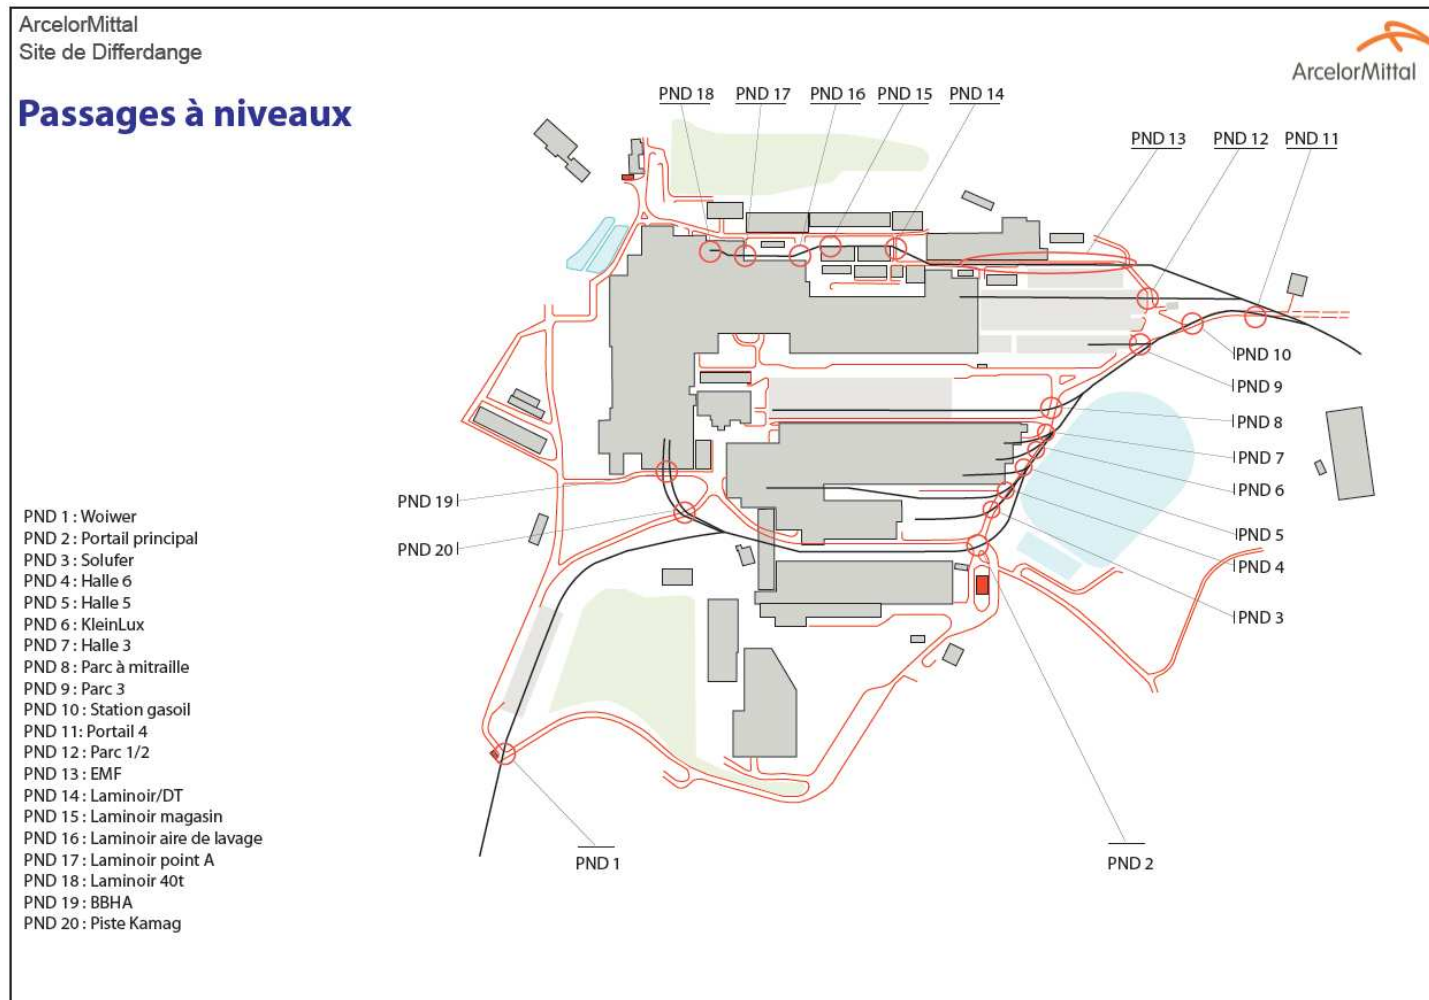 ArcelorMittal
Site de Differdange
ArcelorMittal
Passages à niveaux
PND 18
PND 17
PND 16
PND 15
PND 14
PND 13
PND 12
PND 11
PND 10
PND 9
PND 8
PND 7
PND 6
PND 5
PND 4
PND 3
PND 19
PND 20
PND 1
PND 2
PND 1 : Woiwer
PND 2 : Portail principal
PND 3 : Solufer
PND 4 : Halle 6
PND 5 : Halle 5
PND 6 : KleinLux
PND 7 : Halle 3
PND 8 : Parc à mitraille
PND 9 : Parc 3
PND 10 : Station gasoil
PND 11: Portail 4
PND 12 : Parc 1/2
PND 13 : EMF
PND 14 : Laminoir/DT
PND 15 : Laminoir magasin
PND 16 : Laminoir aire de lavage
PND 17 : Laminoir point A
PND 18 : Laminoir 40t
PND 19 : BBHA
PND 20 : Piste Kamag